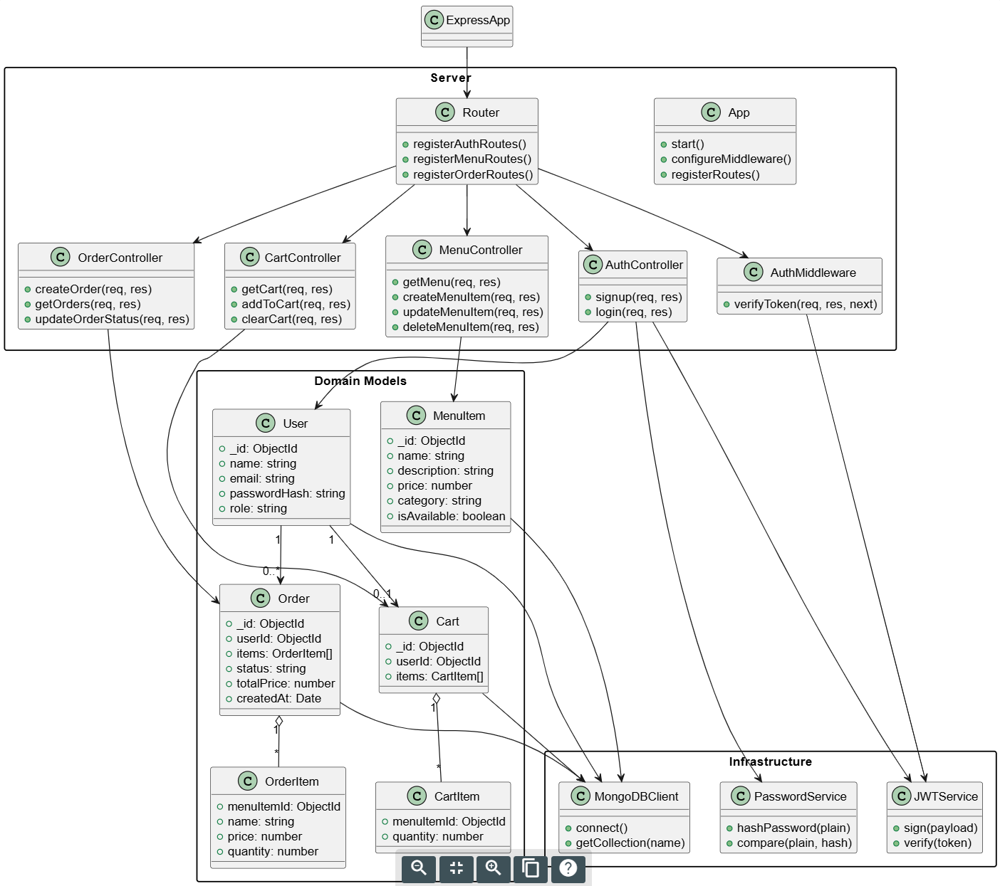 C ExpressApp
Server
C Router
registerAuthRoutes()
registerMenuRoutes()
registerOrderRoutes()
C App
start()
configureMiddleware()
registerRoutes()
C OrderController
createOrder(req, res)
getOrders(req, res)
updateOrderStatus(req, res)
C CartController
getCart(req, res)
addToCart(req, res)
clearCart(req, res)
C MenuController
getMenu(req, res)
createMenuItem(req, res)
updateMenuItem(req, res)
deleteMenuItem(req, res)
C AuthController
signup(req, res)
login(req, res)
C AuthMiddleware
verifyToken(req, res, next)
Domain Models
C User
_id: ObjectId
name: string
email: string
passwordHash: string
role: string
C MenuItem
_id: ObjectId
name: string
description: string
price: number
category: string
isAvailable: boolean
1
1
0..*
0..1
C Order
_id: ObjectId
userId: ObjectId
items: OrderItem[]
status: string
totalPrice: number
createdAt: Date
C Cart
_id: ObjectId
userId: ObjectId
items: CartItem[]
1
1
*
*
C OrderItem
menuItemId: ObjectId
name: string
price: number
quantity: number
C CartItem
menuItemId: ObjectId
quantity: number
Infrastructure
C MongoDBClient
connect()
getCollection(name)
C PasswordService
hashPassword(plain)
compare(plain, hash)
C JWTService
sign(payload)
verify(token)
?